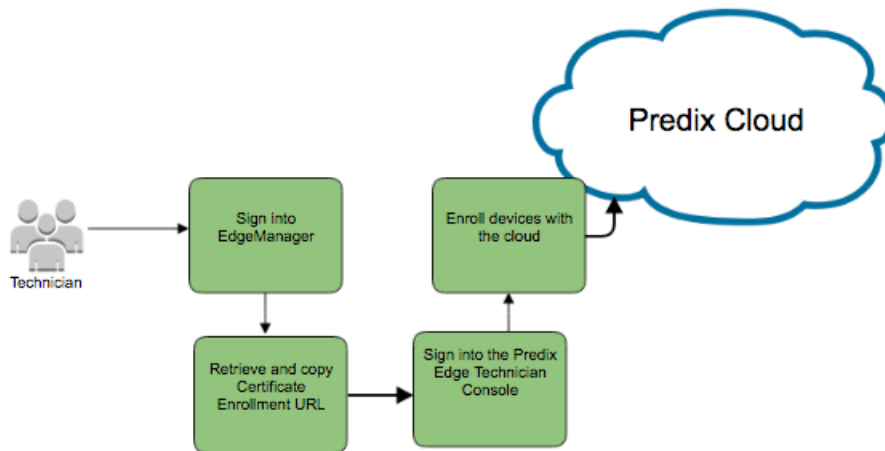 Predix Cloud
Technician
Sign into
EdgeManager
Retrieve and copy
Certificate
Enrollment URL
Sign into the Predix
Edge Technician
Console
Enroll devices with
the cloud